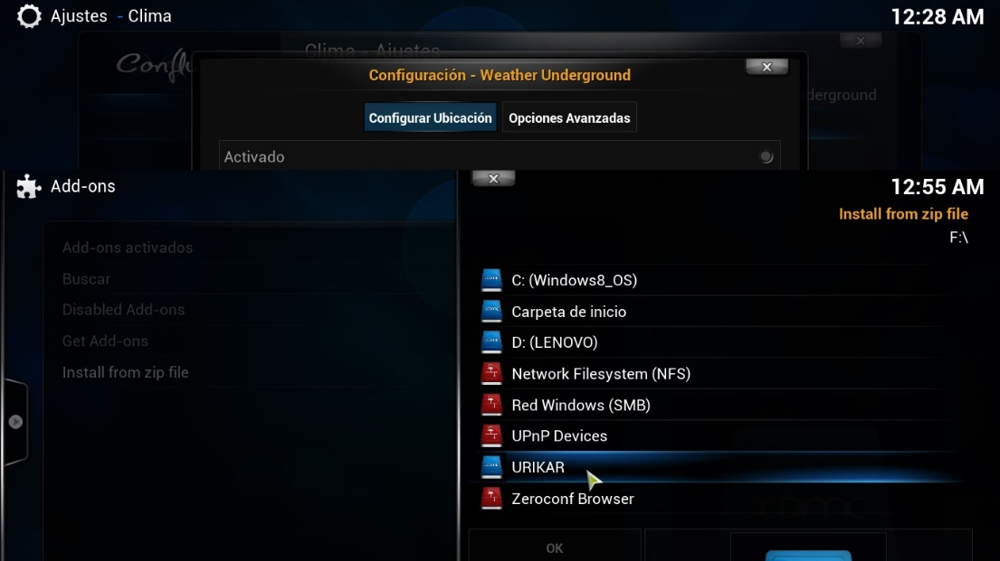 Ajustes - Clima
12:28 AM
Clima - Ajustes
Configuración - Weather Underground
derground
Configurar Ubicación
Opciones Avanzadas
Activado
Add-ons
12:55 AM
Install from zip file
F:\
Add-ons activados
Buscar
Disabled Add-ons
Get Add-ons
Install from zip file
C: (Windows8_OS)
Carpeta de inicio
D: (LENOVO)
Network Filesystem (NFS)
Red Windows (SMB)
UPnP Devices
URIKAR
Zeroconf Browser
OK